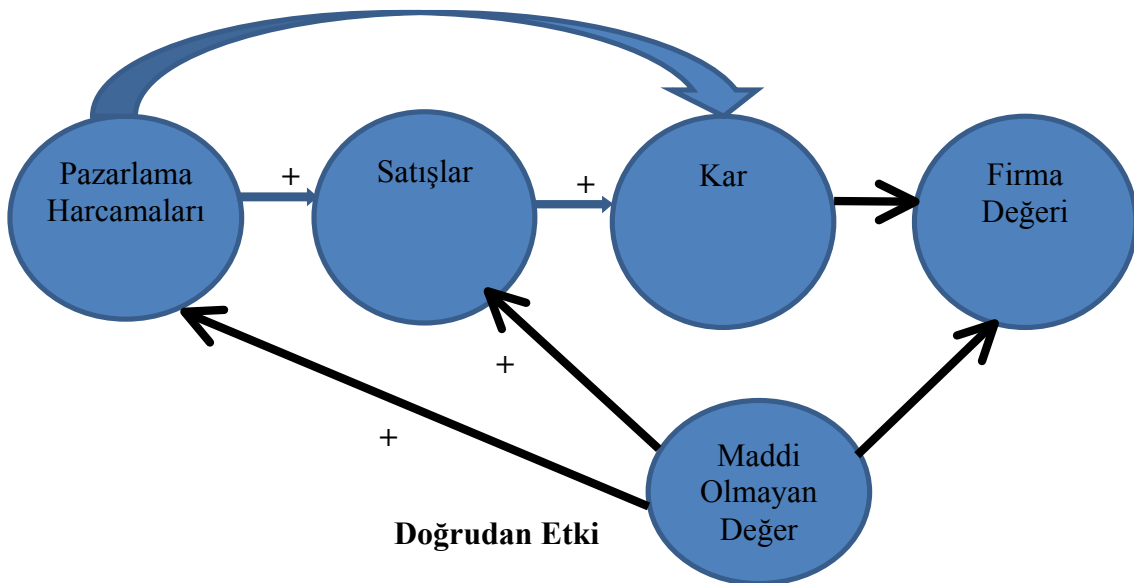 Pazarlama
Harcamaları
+
Satışlar
+
Kar
Firma
Değeri
+
+
Maddi
Olmayan
Değer
Doğrudan Etki